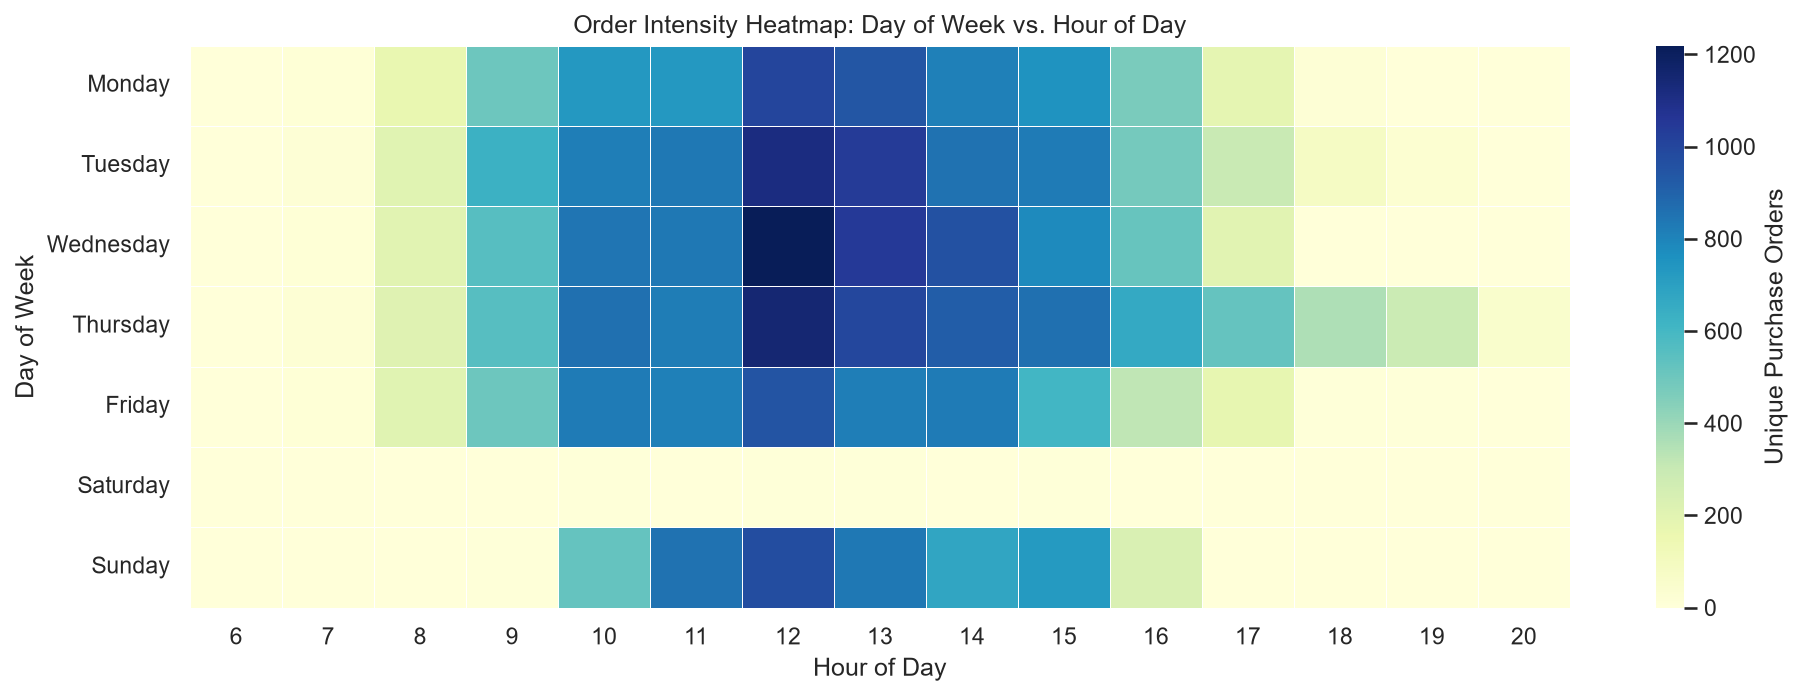 Order Intensity Heatmap: Day of Week vs. Hour of Day
Day of Week
Monday
Tuesday
Wednesday
Thursday
Friday
Saturday
Sunday
6 7 8 9 10 11 12 13 14 15 16 17 18 19 20
Hour of Day
1200
1000
800
600
400
200
0
Unique Purchase Orders